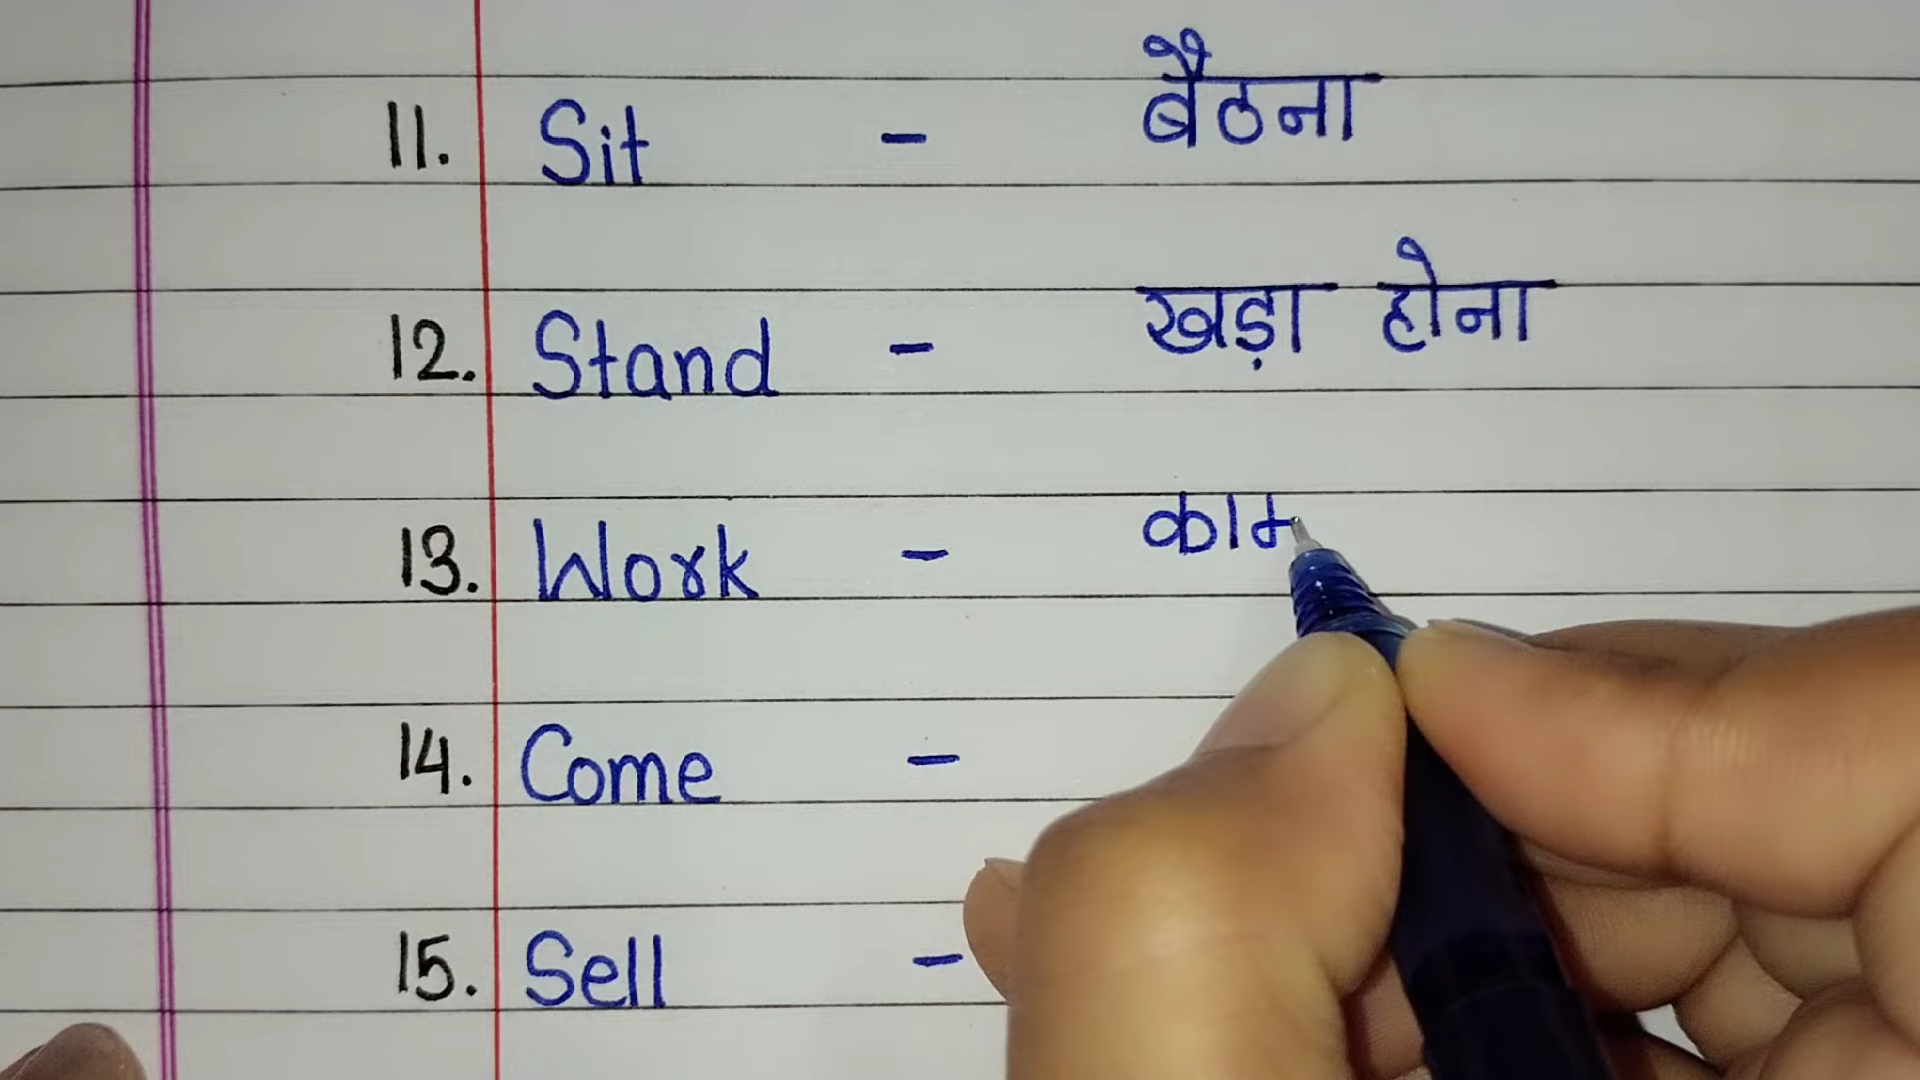 11. Sit - बैठना
12. Stand - खड़ा होना
13. Work - काम
14. Come -
15. Sell -